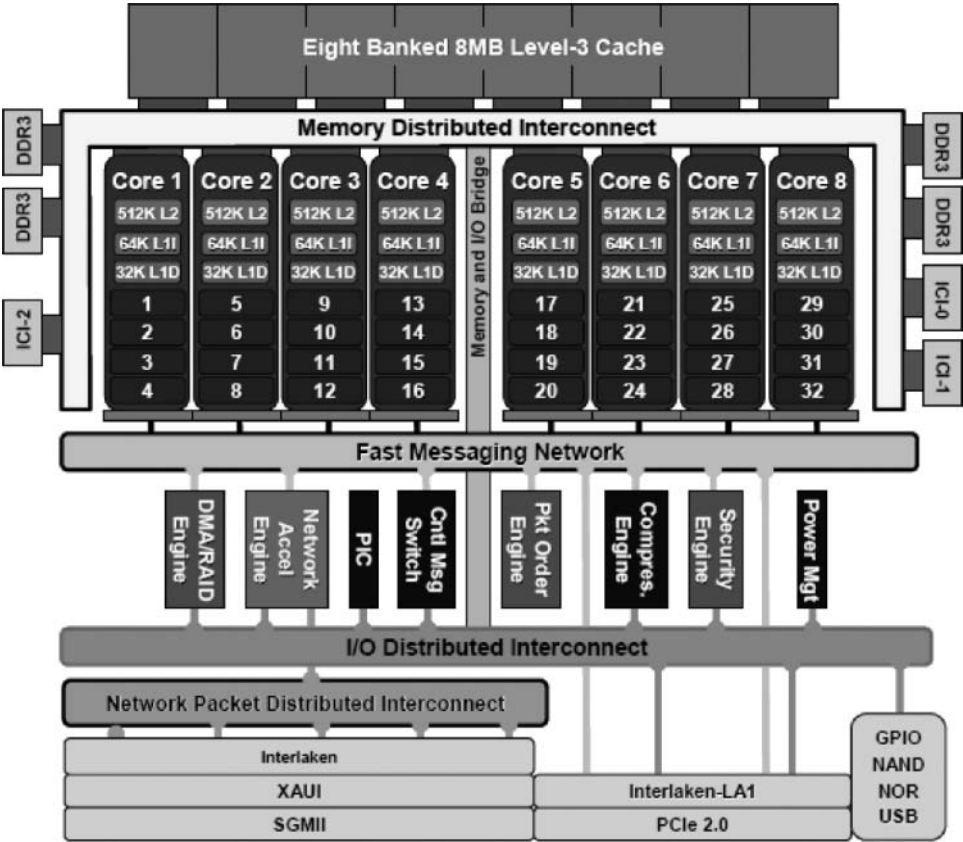 Eight Banked 8MB Level-3 Cache
Memory Distributed Interconnect
DDR3
DDR3
ICI-2
DDR3
DDR3
ICI-0
ICI-1
Core 1
512K L2
64K L1I
32K L1D
1
2
3
4
Core 2
512K L2
64K L1I
32K L1D
5
6
7
8
Core 3
512K L2
64K L1I
32K L1D
9
10
11
12
Core 4
512K L2
64K L1I
32K L1D
13
14
15
16
Memory and I/O Bridge
Core 5
512K L2
64K L1I
32K L1D
17
18
19
20
Core 6
512K L2
64K L1I
32K L1D
21
22
23
24
Core 7
512K L2
64K L1I
32K L1D
25
26
27
28
Core 8
512K L2
64K L1I
32K L1D
29
30
31
32
Fast Messaging Network
DMA/RAID
Engine
Network
Accel
Engine
PIC
Cntl Msg
Switch
Pkt Order
Engine
Compres.
Engine
Security
Engine
Power Mgt
I/O Distributed Interconnect
Network Packet Distributed Interconnect
Interlaken
XAUI
SGMII
Interlaken-LA1
PCIe 2.0
GPIO
NAND
NOR
USB